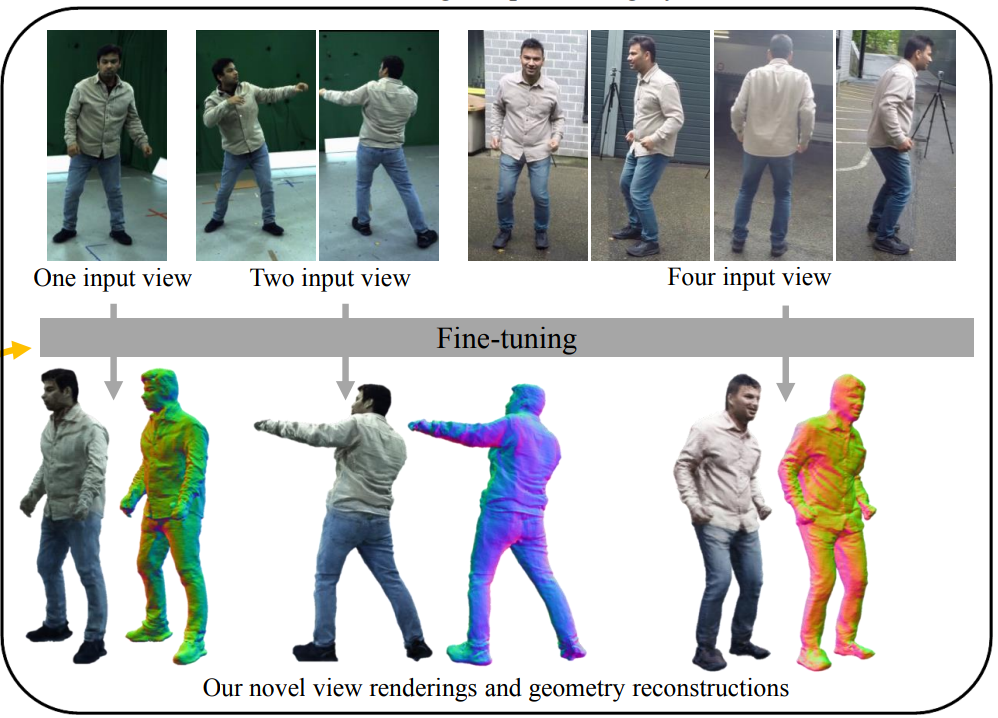 One input view
Two input view
Four input view
Fine-tuning
Our novel view renderings and geometry reconstructions